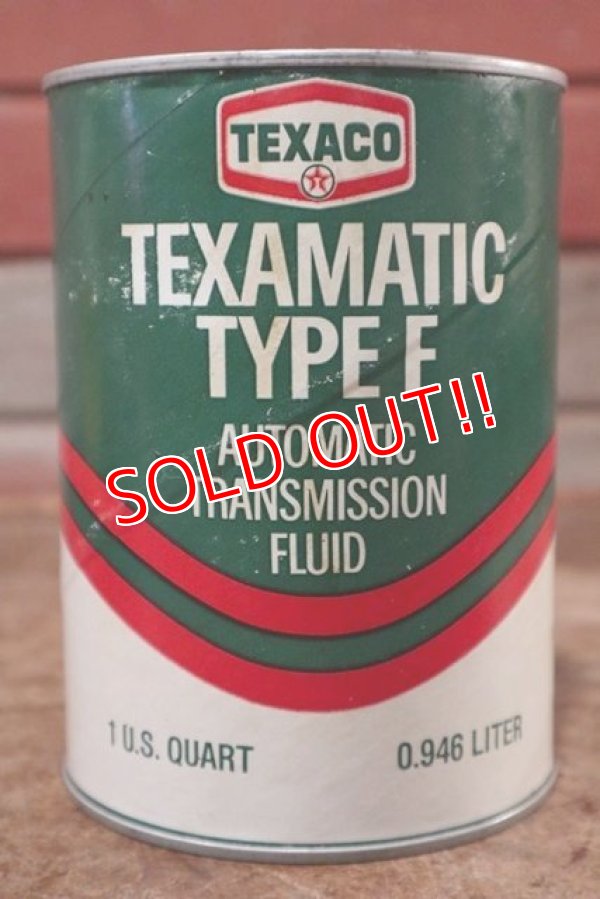 TEXACO
TEXAMATIC
TYPE F
AUTOMATIC
SOLD OUT!!
TRANSMISSION
FLUID
1 U.S. QUART
0.946 LITER